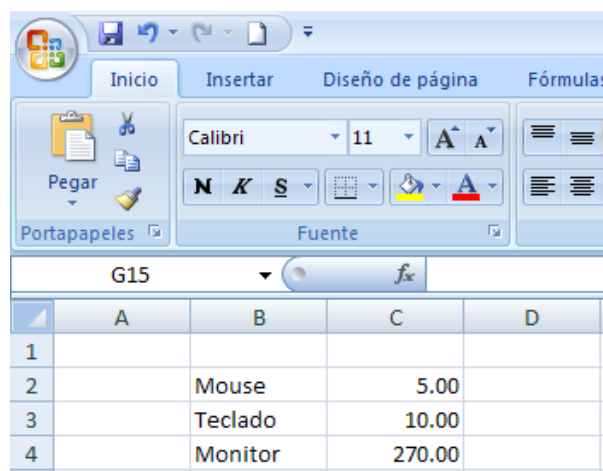 Inicio Insertar Diseño de página Fórmulas
Calibri 11 A A
Pegar N K S A
Portapapeles Fuente
G15 fx
A B C D
1
2 Mouse 5.00
3 Teclado 10.00
4 Monitor 270.00